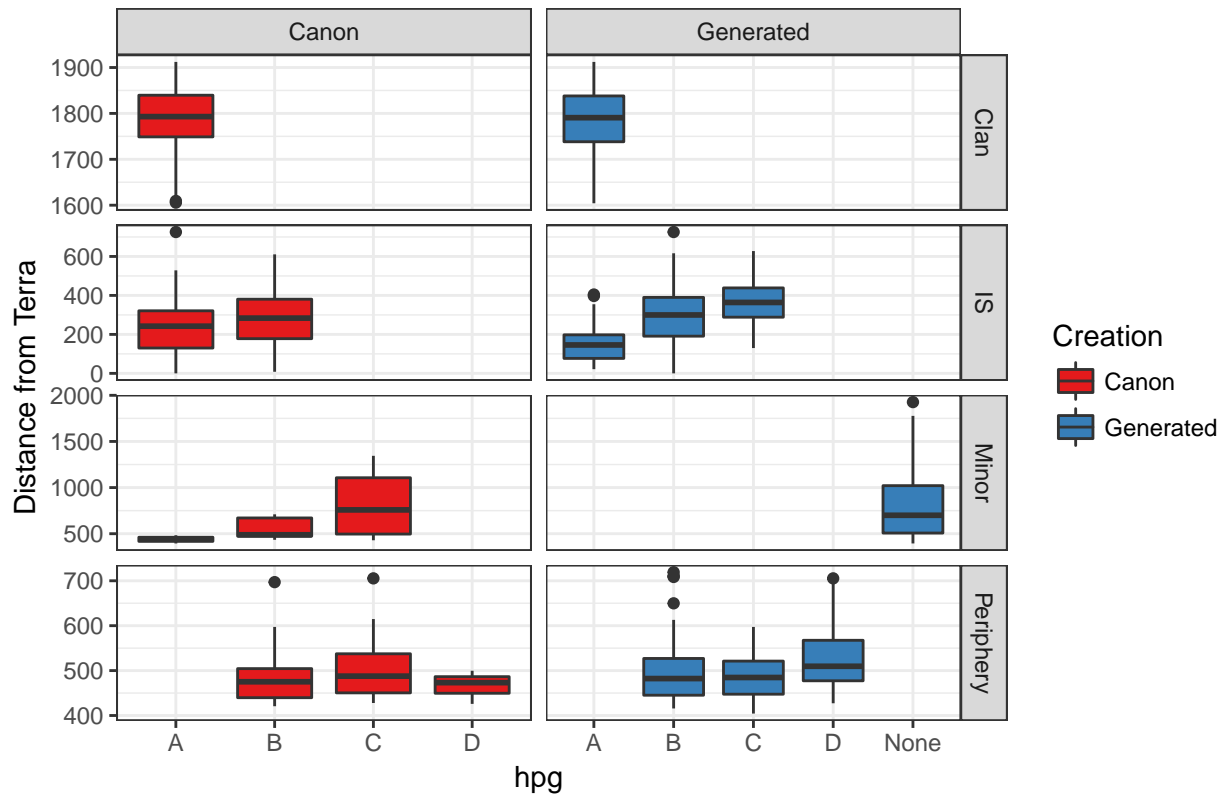 Canon
Generated
Distance from Terra
1900
1800
1700
1600
Clan
600
400
200
0
IS
2000
1500
1000
500
Minor
700
600
500
400
Periphery
A B C D
A B C D None
hpg
Creation
Canon
Generated